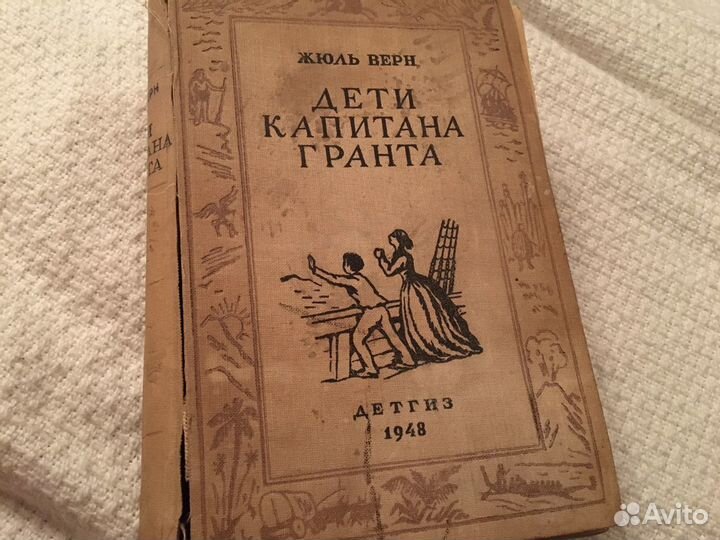 ЖЮЛЬ ВЕРН
ДЕТИ
КАПИТАНА
ГРАНТА
ДЕТГИЗ
1948
Avito